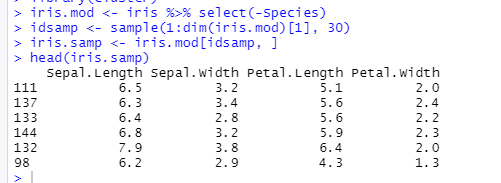 > iris.mod <- iris %>% select(-Species)
> idsamp <- sample(1:dim(iris.mod)[1], 30)
> iris.samp <- iris.mod[idsamp, ]
> head(iris.samp)
    Sepal.Length Sepal.Width Petal.Length Petal.Width
111          6.5         3.2          5.1         2.0
137          6.3         3.4          5.6         2.4
133          6.4         2.8          5.6         2.2
144          6.8         3.2          5.9         2.3
132          7.9         3.8          6.4         2.0
98           6.2         2.9          4.3         1.3
>